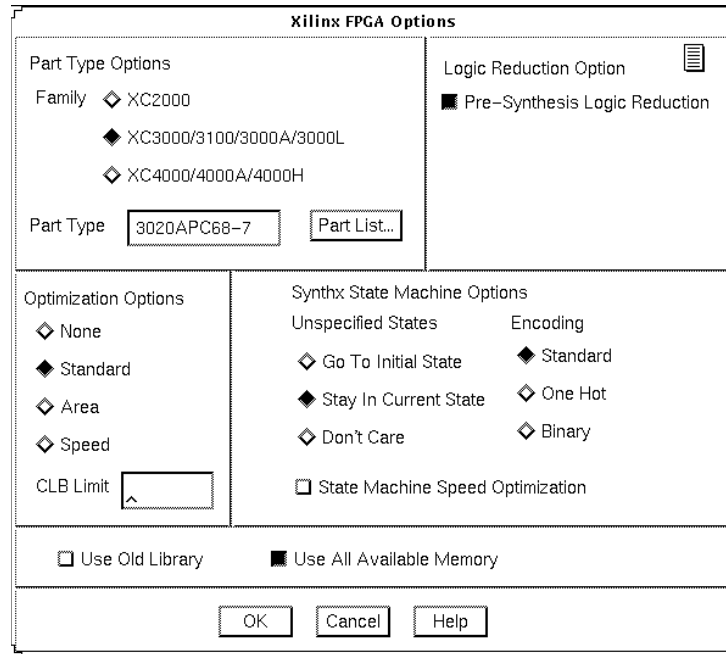 Xilinx FPGA Options
Part Type Options
Family
XC2000
XC3000/3100/3000A/3000L
XC4000/4000A/4000H
Part Type
3020APC68-7
Part List...
Logic Reduction Option
Pre-Synthesis Logic Reduction
Optimization Options
None
Standard
Area
Speed
CLB Limit
Synthx State Machine Options
Unspecified States
Go To Initial State
Stay In Current State
Don't Care
Encoding
Standard
One Hot
Binary
State Machine Speed Optimization
Use Old Library
Use All Available Memory
OK
Cancel
Help